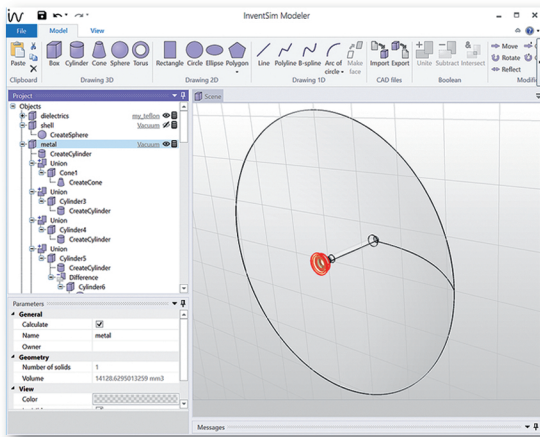 InventSim Modeler
File Model View
Paste Box Cylinder Cone Sphere Torus Rectangle Circle Ellipse Polygon Line Polyline B-spline Arc of circle Make face Import Export Unite Subtract Intersect Move Rotate Reflect
Clipboard Drawing 3D Drawing 2D Drawing 1D CAD files Boolean
Project
Scene
Objects
dielectrics my_teflon
shell Vacuum
CreateSphere
metal Vacuum
CreateCylinder
Union
Cone1
CreateCone
Union
Cylinder3
CreateCylinder
Union
Cylinder4
CreateCylinder
Union
Cylinder5
CreateCylinder
Difference
Cylinder6
Parameters
General
Calculate
Name metal
Owner
Geometry
Number of solids 1
Volume 14128.6295013259 mm3
View
Color
Messages